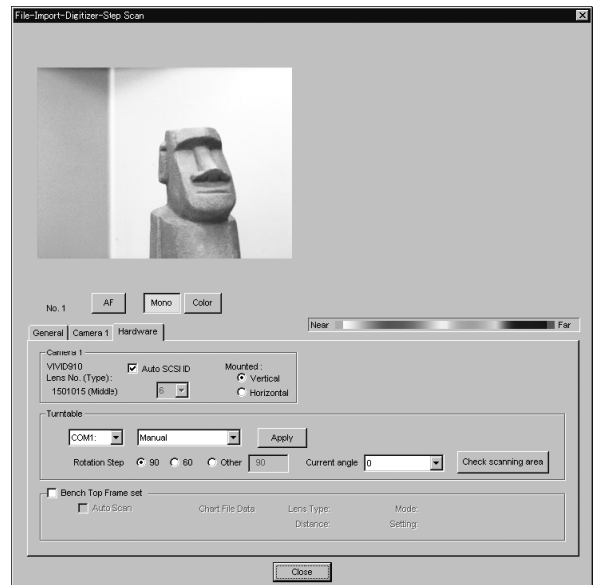 File-Import-Digitizer-Step Scan
No. 1
AF
Mono
Color
Near
Far
General
Camera 1
Hardware
Camera 1
VIVID910
Lens No. (Type):
1501015 (Middle)
Auto SCSI ID
6
Mounted :
Vertical
Horizontal
Turntable
COM1:
Manual
Apply
Rotation Step
90
60
Other
90
Current angle
0
Check scanning area
Bench Top Frame set
Auto Scan
Chart File Data
Lens Type:
Mode:
Distance:
Setting:
Close